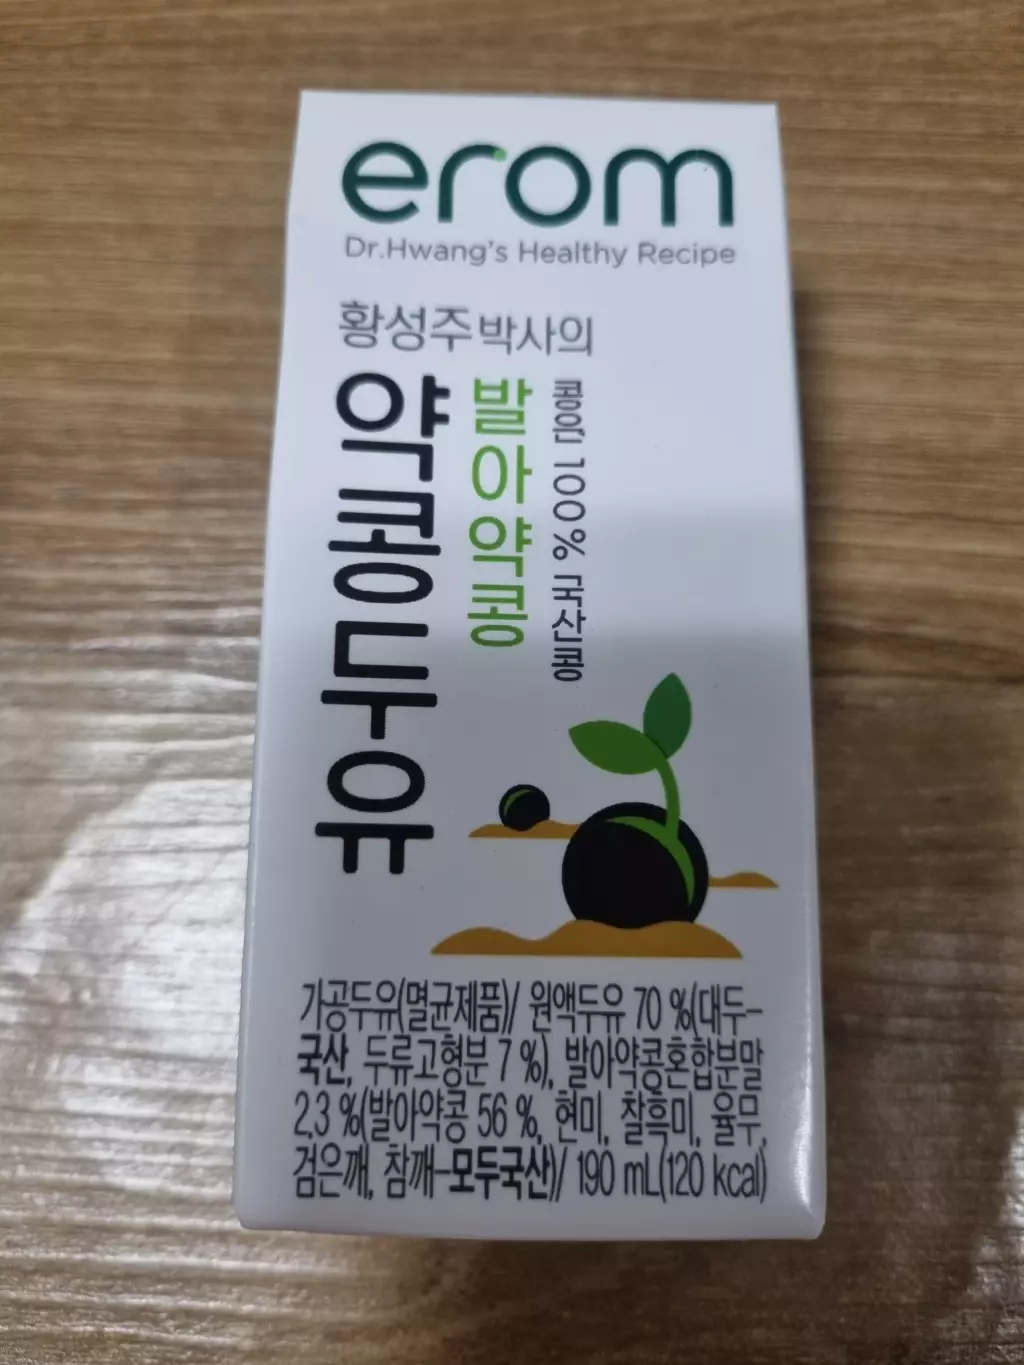 erom
Dr.Hwang's Healthy Recipe
황성주 박사의
약콩두유
발아약콩
콩은 100% 국산콩
가공두유(멸균제품)/ 원액두유 70 %(대두-
국산, 두류고형분 7 %), 발아약콩혼합분말
2.3 %(발아약콩 56 %, 현미, 찰흑미, 율무,
검은깨, 참깨-모두국산)/ 190 mL(120 kcal)